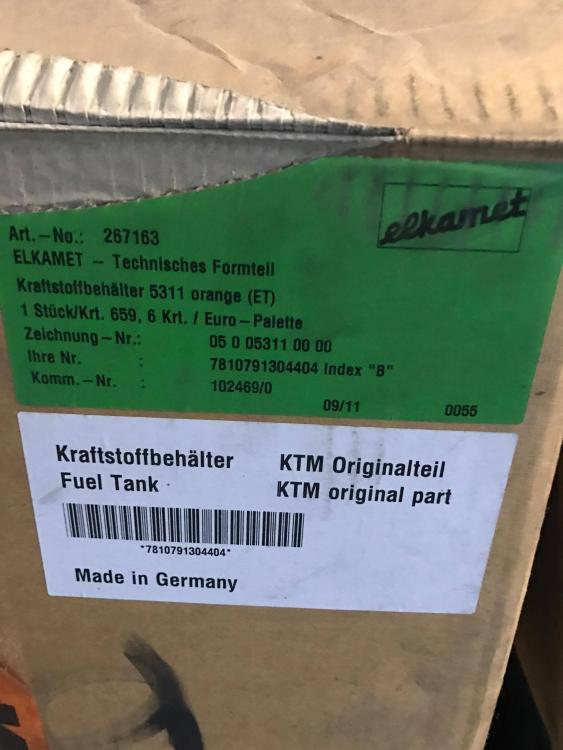 elkamet
Art.-No.: 267163
ELKAMET - Technisches Formteil
Kraftstoffbehälter 5311 orange (ET)
1 Stück/Krt. 659, 6 Krt. / Euro-Palette
Zeichnung-Nr.: 05 0 05311 00 00
Ihre Nr. : 7810791304404 Index "B"
Komm.-Nr. : 102469/0
09/11 0055
Kraftstoffbehälter KTM Originalteil
Fuel Tank KTM original part
*7810791304404*
Made in Germany